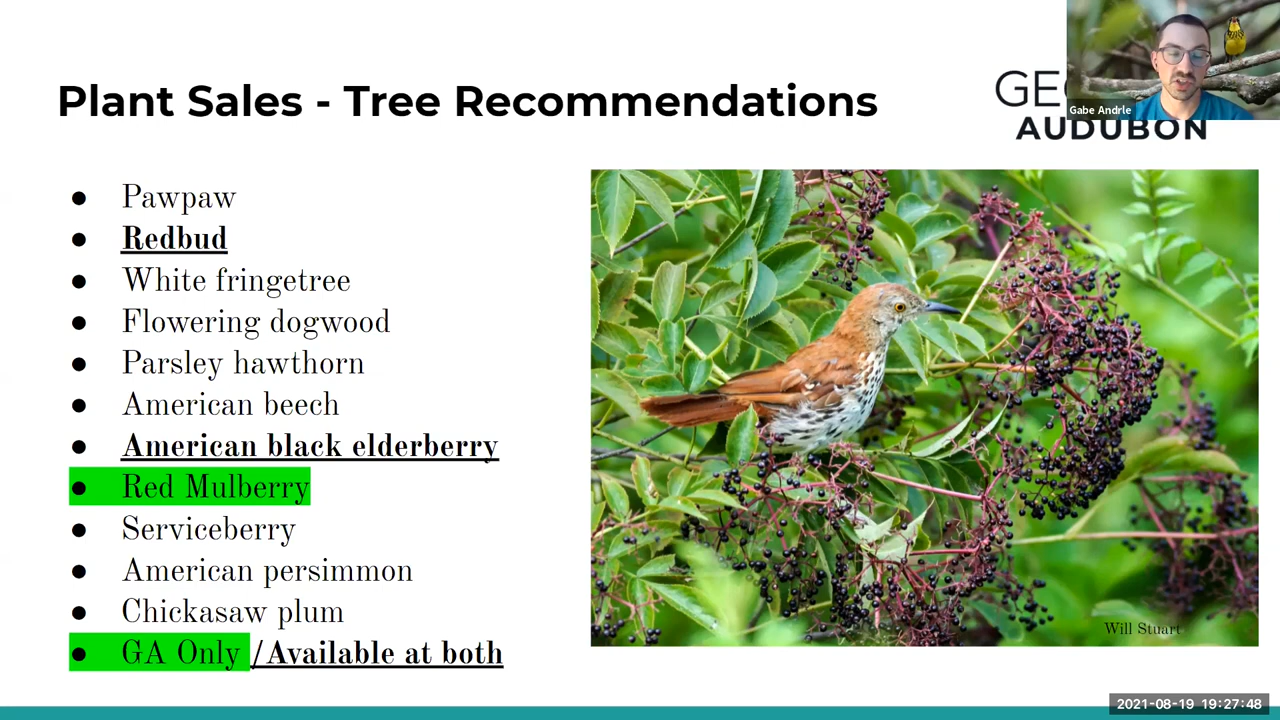 Plant Sales - Tree Recommendations
Gabe Andrle
AUDUBON
● Pawpaw
● Redbud
● White fringetree
● Flowering dogwood
● Parsley hawthorn
● American beech
● American black elderberry
● Red Mulberry
● Serviceberry
● American persimmon
● Chickasaw plum
● GA Only /Available at both
Will Stuart
2021-08-19 19:27:48